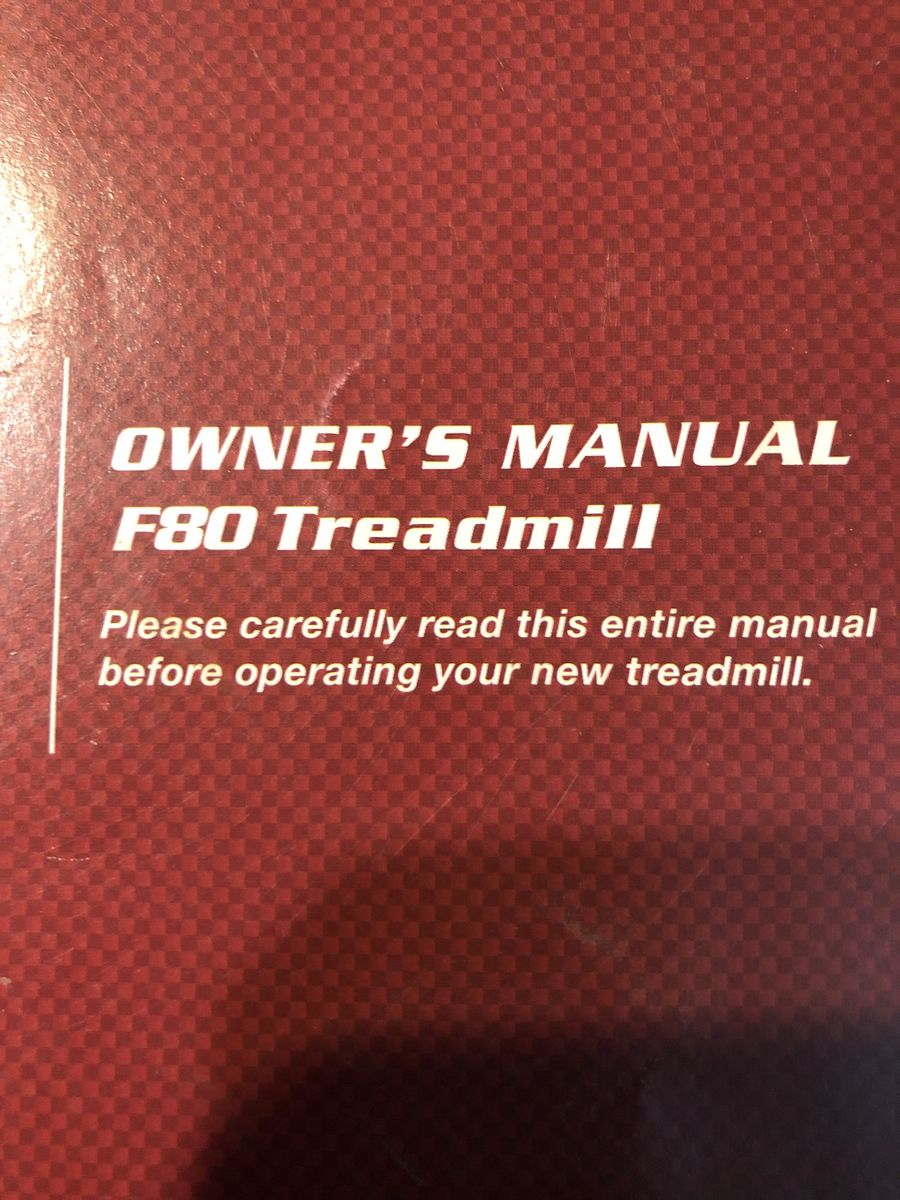 OWNER'S MANUAL
F80 Treadmill
Please carefully read this entire manual
before operating your new treadmill.